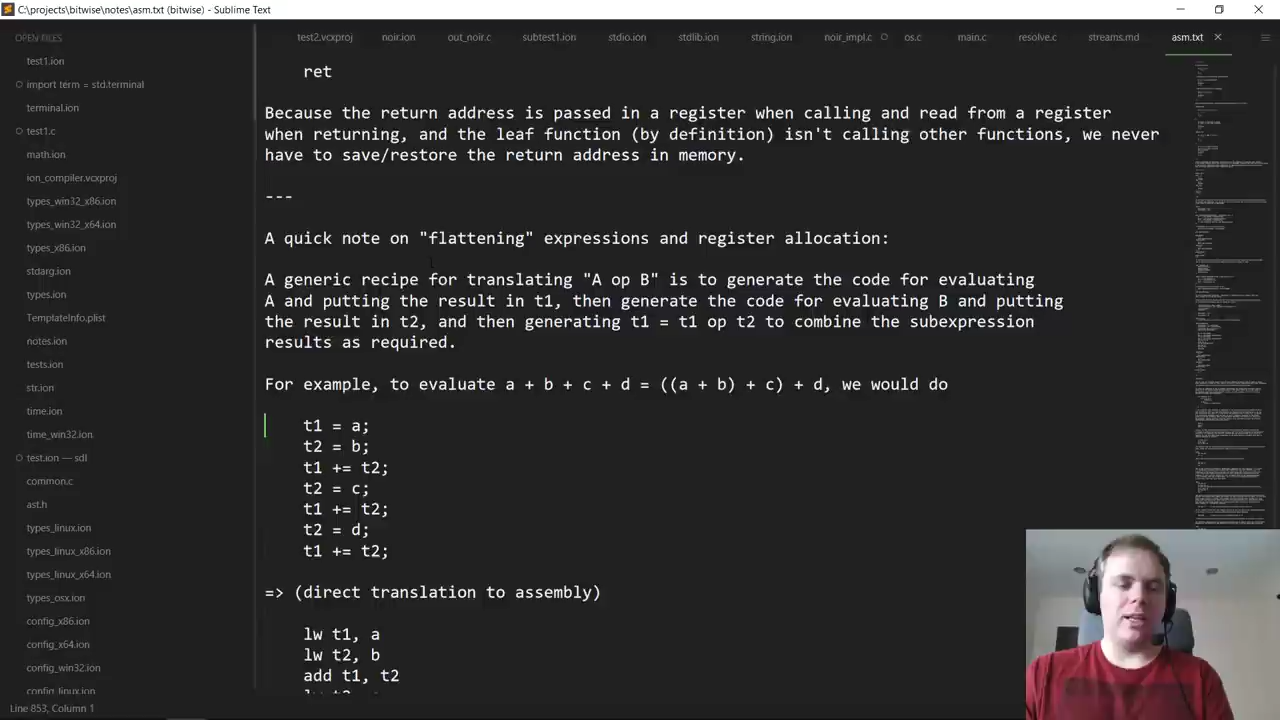 C:\projects\bitwise\notes\asm.txt (bitwise) - Sublime Text
OPEN FILES
test1.ion
import term = std.terminal
terminal.ion
test1.c
math.ion
ion_compiler.vcxproj
types_win32_x86.ion
types_win32_x64.ion
types_x86.ion
stdarg.ion
types.ion
TemplateInfo.plist
notes.ion
tests.ion
str.ion
time.ion
time_win32.ion
test.ion — sdl
common.c
ast.h
types_linux.ion
types_linux_x86.ion
types_linux_x64.ion
types_osx.ion
config_x86.ion
config_x64.ion
config_win32.ion
config_linux.ion
test2.vcxproj noir.ion out_noir.c subtest1.ion stdio.ion stdlib.ion string.ion noir_impl.c os.c main.c resolve.c streams.md asm.txt
ret
Because the return address is passed in a register when calling and read from a register
when returning, and the leaf function (by definition) isn't calling other functions, we never
have to save/restore the return address in memory.
---
A quick note on "flattening" expressions and register allocation:
A generic recipe for translating "A op B" is to generate the code for evaluating
A and putting the result in t1, then generate the code for evaluating B and putting
the result in t2, and then generating t1 = t1 op t2 to combine the subexpression
results as required.
For example, to evaluate a + b + c + d = ((a + b) + c) + d, we would do
t1 = a;
t2 = b;
t1 += t2;
t2 = c;
t1 += t2;
t2 = d;
t1 += t2;
=> (direct translation to assembly)
lw t1, a
lw t2, b
add t1, t2
Line 853, Column 1